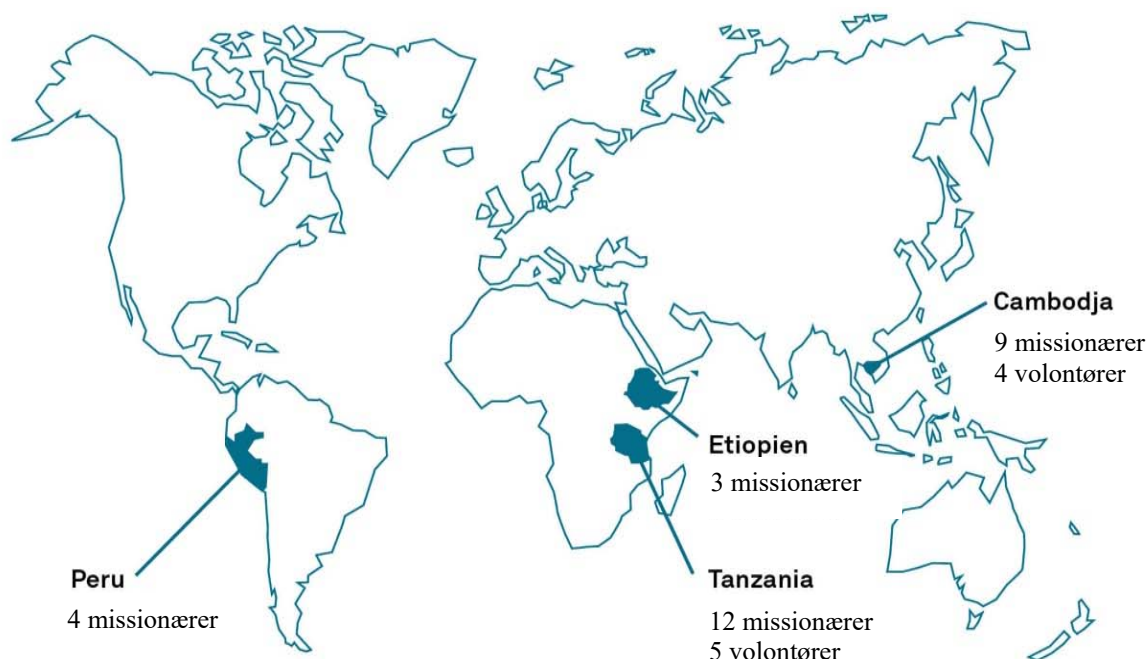 Cambodja
9 missionærer
4 volontører
Etiopien
3 missionærer
Peru
4 missionærer
Tanzania
12 missionærer
5 volontører